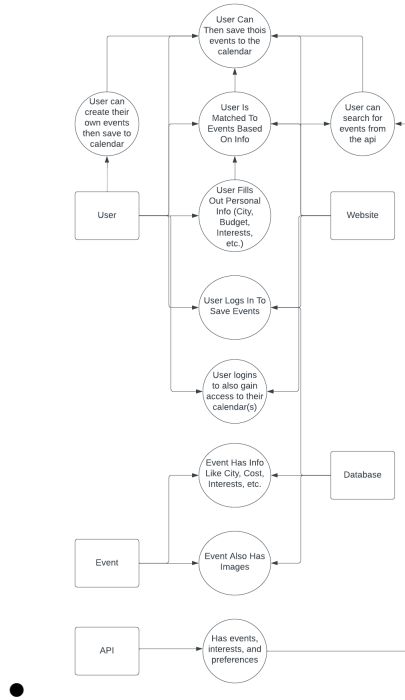 User Can
Then save thois
events to the
calendar
User can
create their
own events
then save to
calendar
User Is
Matched To
Events Based
On Info
User can
search for
events from
the api
User
User Fills
Out Personal
Info (City,
Budget,
Interests,
etc.)
Website
User Logs In To
Save Events
User logins
to also gain
access to their
calendar(s)
Event Has Info
Like City, Cost,
Interests, etc.
Database
Event
Event Also Has
Images
API
Has events,
interests, and
preferences